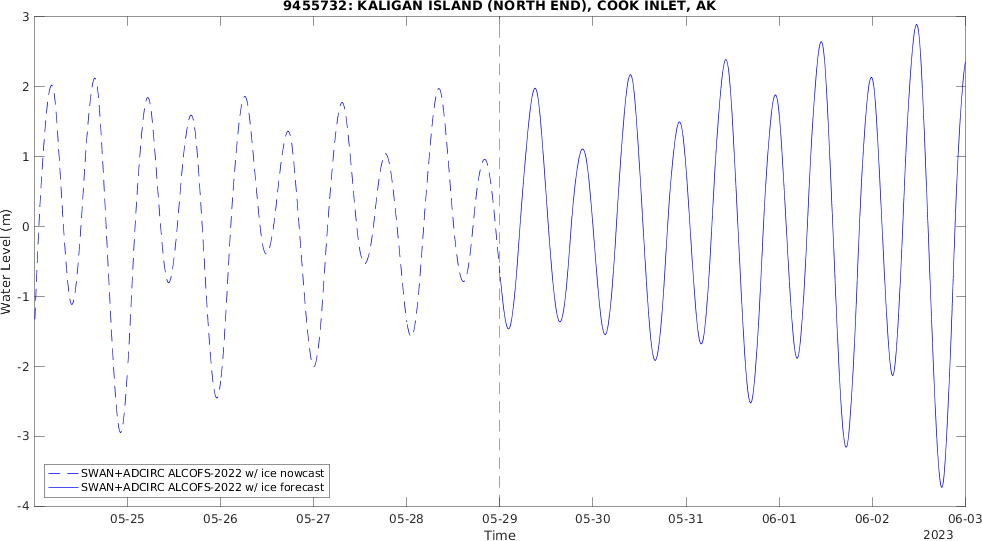 9455732: KALIGAN ISLAND (NORTH END), COOK INLET, AK
3
2
1
0
-1
-2
-3
-4
Water Level (m)
SWAN+ADCIRC ALCOFS-2022 w/ ice nowcast
SWAN+ADCIRC ALCOFS-2022 w/ ice forecast
05-25 05-26 05-27 05-28 05-29 05-30 05-31 06-01 06-02 06-03
Time
2023